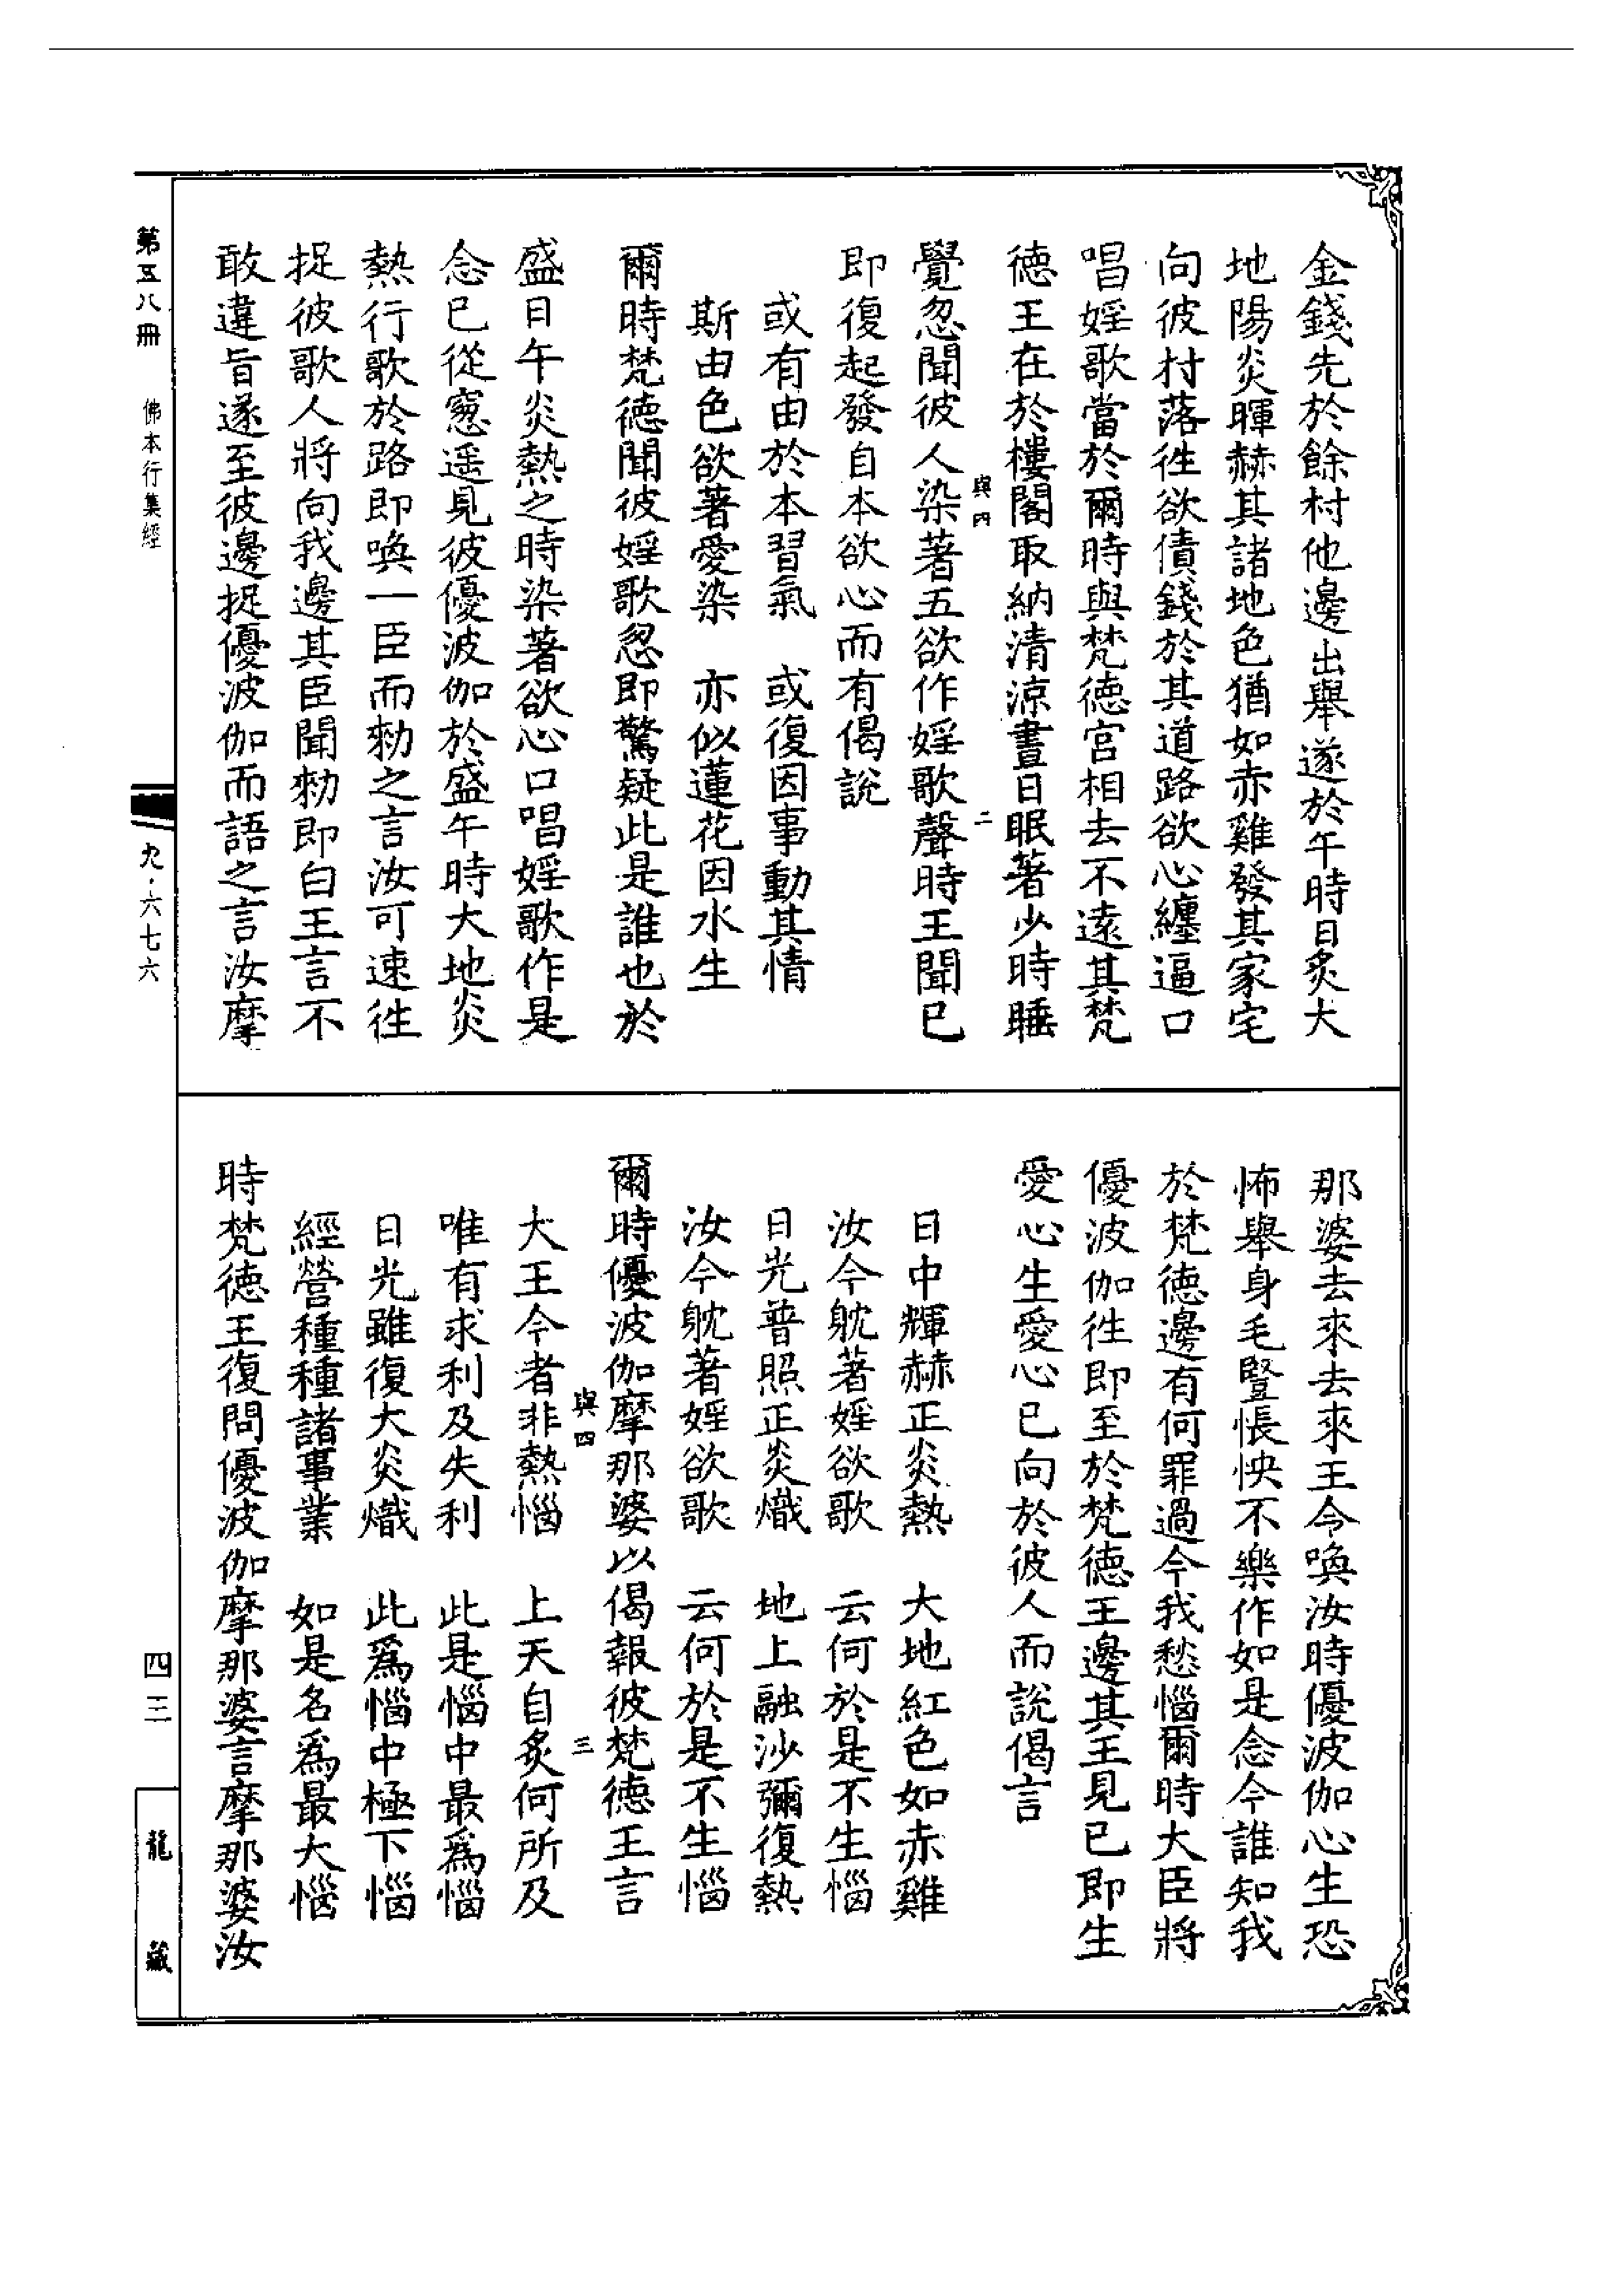 金錢先於餘村他邊出舉遂於午時日炙大
地陽炎暉赫其諸地色猶如赤雞發其家宅
向彼村落徃欲債錢於其道路欲心纏逼口
唱婬歌當於爾時與梵德宮相去不遠其梵
德王在於樓閣取納清涼晝日眠著少時睡
與四 二
覺忽聞彼人染著五欲作婬歌聲時王聞已
即復起發自本欲心而有偈說
或有由於本習氣 或復因事動其情
斯由色欲著愛染 亦似蓮花因水生
爾時梵德聞彼婬歌忽即驚疑此是誰也於
盛日午炎熱之時染著欲心口唱婬歌作是
念已從窻遥見彼優波伽於盛午時大地炎
熱行歌於路即喚一臣而勑之言汝可速徃
捉彼歌人將向我邊其臣聞勑即白王言不
敢違旨遂至彼邊捉優波伽而語之言汝摩
那婆去來去來王今喚汝時優波伽心生恐
怖舉身毛豎悵怏不樂作如是念今誰知我
於梵德邊有何罪過今我愁惱爾時大臣將
優波伽徃即至於梵德王邊其王見已即生
愛心生愛心已向於彼人而說偈言
日中輝赫正炎熱 大地紅色如赤雞
汝今躭著婬欲歌 云何於是不生惱
日光普照正炎熾 地上融沙彌復熱
汝今躭著婬欲歌 云何於是不生惱
爾時優波伽摩那婆以偈報彼梵德王言
與四 三
大王今者非熱惱 上天自炙何所及
唯有求利及失利 此是惱中最爲惱
日光雖復大炎熾 此爲惱中極下惱
經營種種諸事業 如是名爲最大惱
時梵德王復問優波伽摩那婆言摩那婆汝
第五八冊 佛本行集經
九·六七六
四三
龍藏